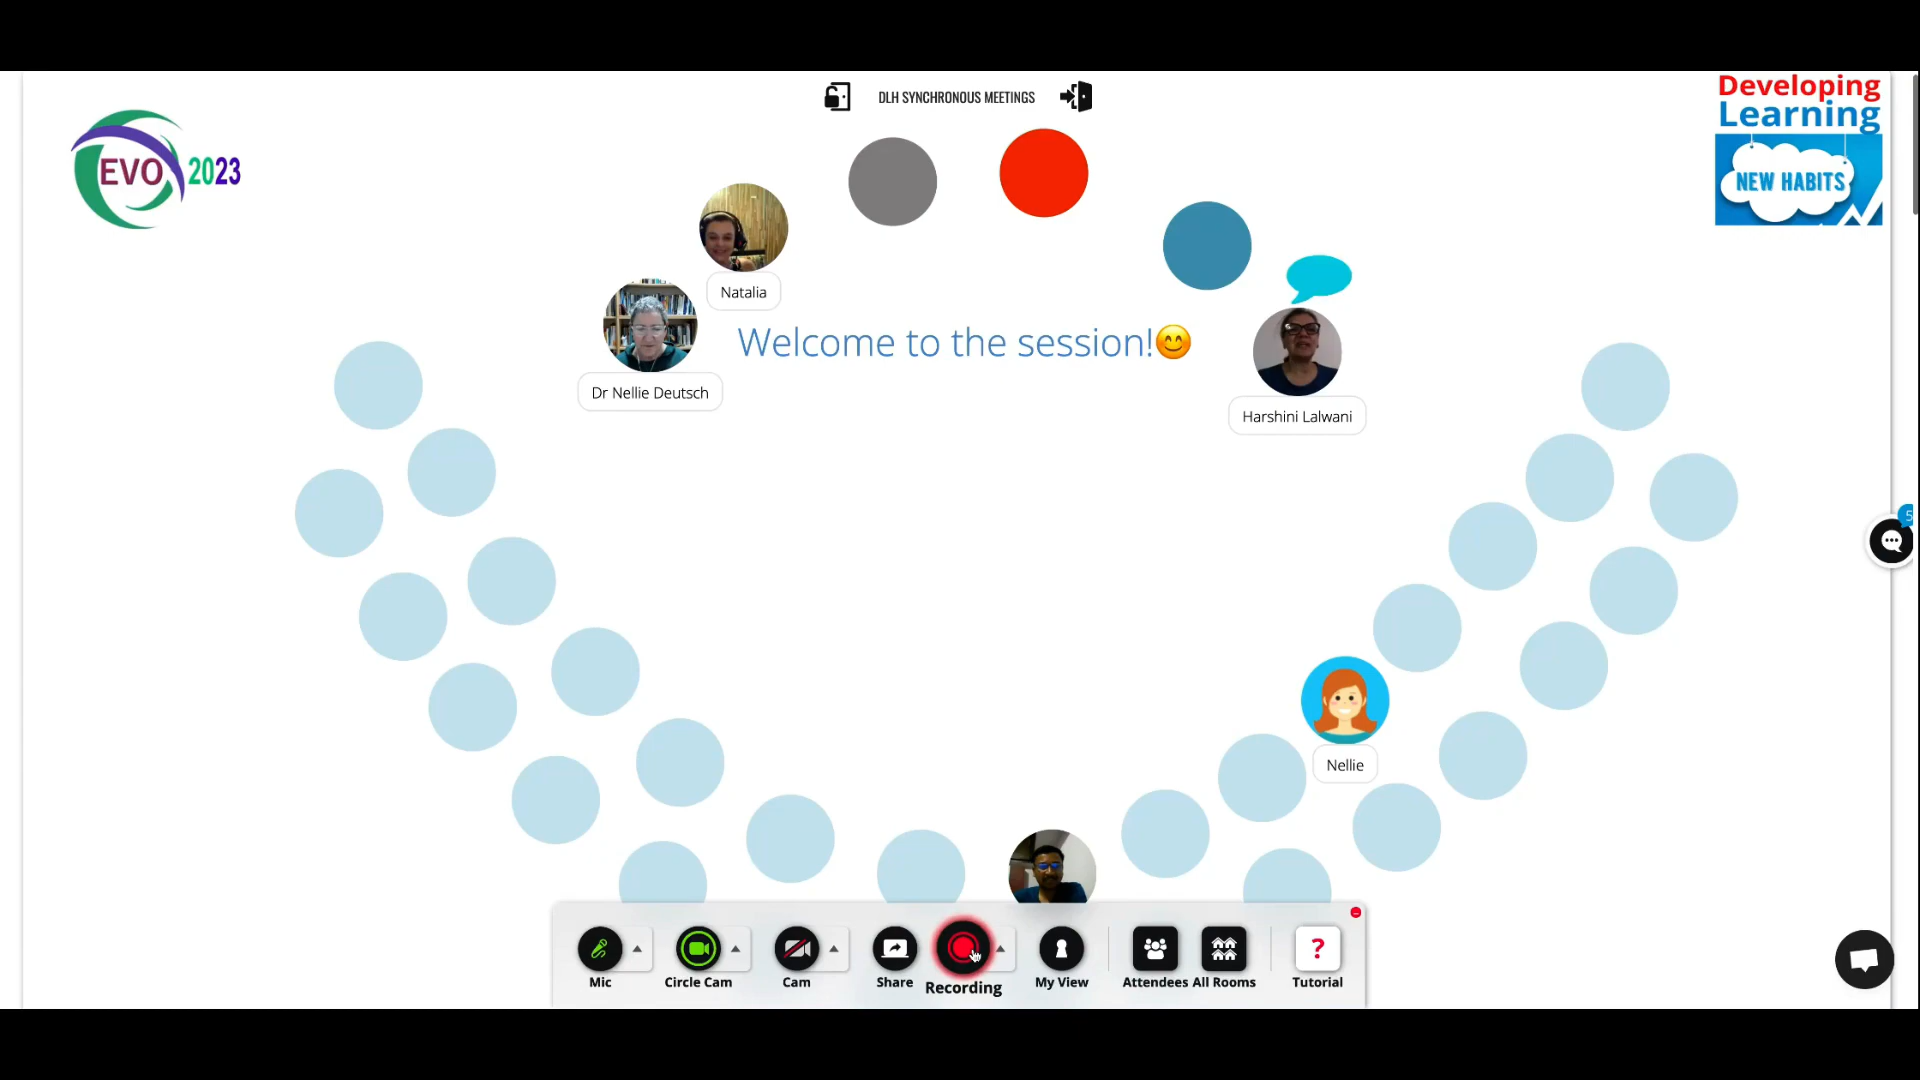 DLH SYNCHRONOUS MEETINGS
Developing
Learning
NEW HABITS
EVO 2023
Natalia
Welcome to the session!😊
Dr Nellie Deutsch
Harshini Lalwani
5
Nellie
Mic
Circle Cam
Cam
Share
Recording
My View
Attendees
All Rooms
?
Tutorial